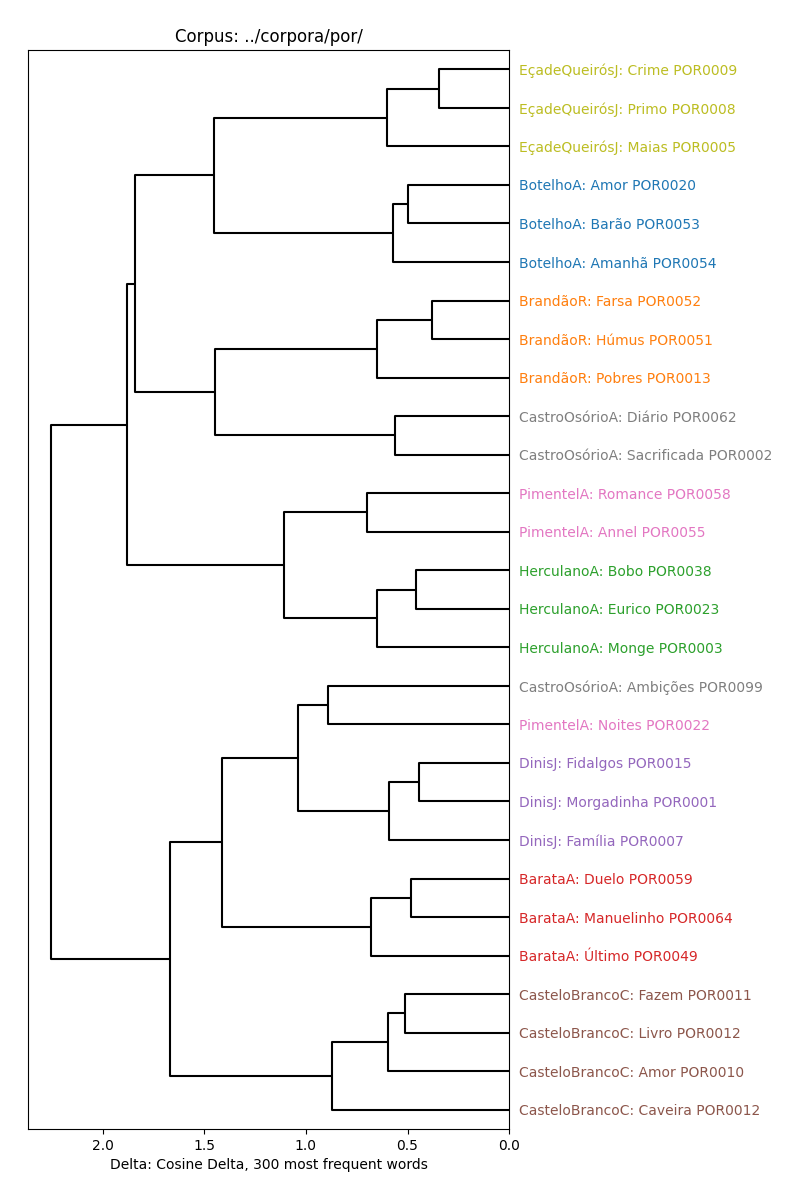 Corpus: ../corpora/por/
EçadeQueirósJ: Crime POR0009
EçadeQueirósJ: Primo POR0008
EçadeQueirósJ: Maias POR0005
BotelhoA: Amor POR0020
BotelhoA: Barão POR0053
BotelhoA: Amanhã POR0054
BrandãoR: Farsa POR0052
BrandãoR: Húmus POR0051
BrandãoR: Pobres POR0013
CastroOsórioA: Diário POR0062
CastroOsórioA: Sacrificada POR0002
PimentelA: Romance POR0058
PimentelA: Annel POR0055
HerculanoA: Bobo POR0038
HerculanoA: Eurico POR0023
HerculanoA: Monge POR0003
CastroOsórioA: Ambições POR0099
PimentelA: Noites POR0022
DinisJ: Fidalgos POR0015
DinisJ: Morgadinha POR0001
DinisJ: Família POR0007
BarataA: Duelo POR0059
BarataA: Manuelinho POR0064
BarataA: Último POR0049
CasteloBrancoC: Fazem POR0011
CasteloBrancoC: Livro POR0012
CasteloBrancoC: Amor POR0010
CasteloBrancoC: Caveira POR0012
2.0 1.5 1.0 0.5 0.0
Delta: Cosine Delta, 300 most frequent words